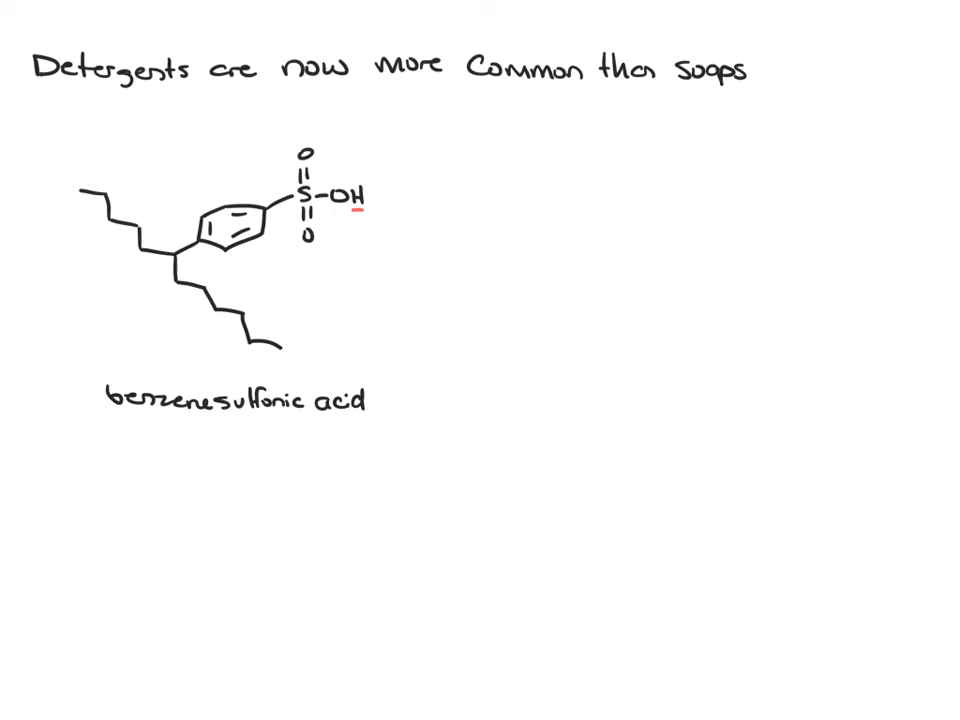 Detergents are now more common than soaps
O
S-OH
O
benzenesulfonic acid